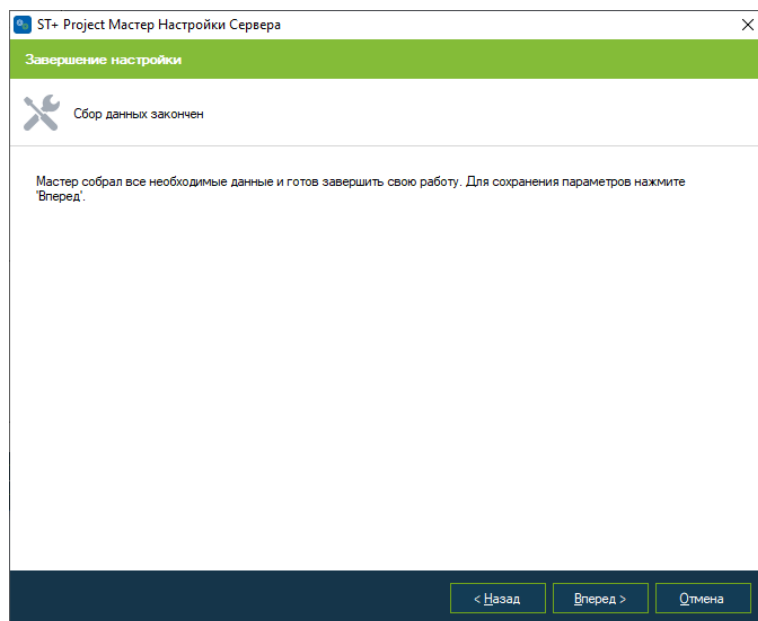 ST+ Project Мастер Настройки Сервера
Завершение настройки
Сбор данных закончен
Мастер собрал все необходимые данные и готов завершить свою работу. Для сохранения параметров нажмите
'Вперед'.
< Назад
Вперед >
Отмена